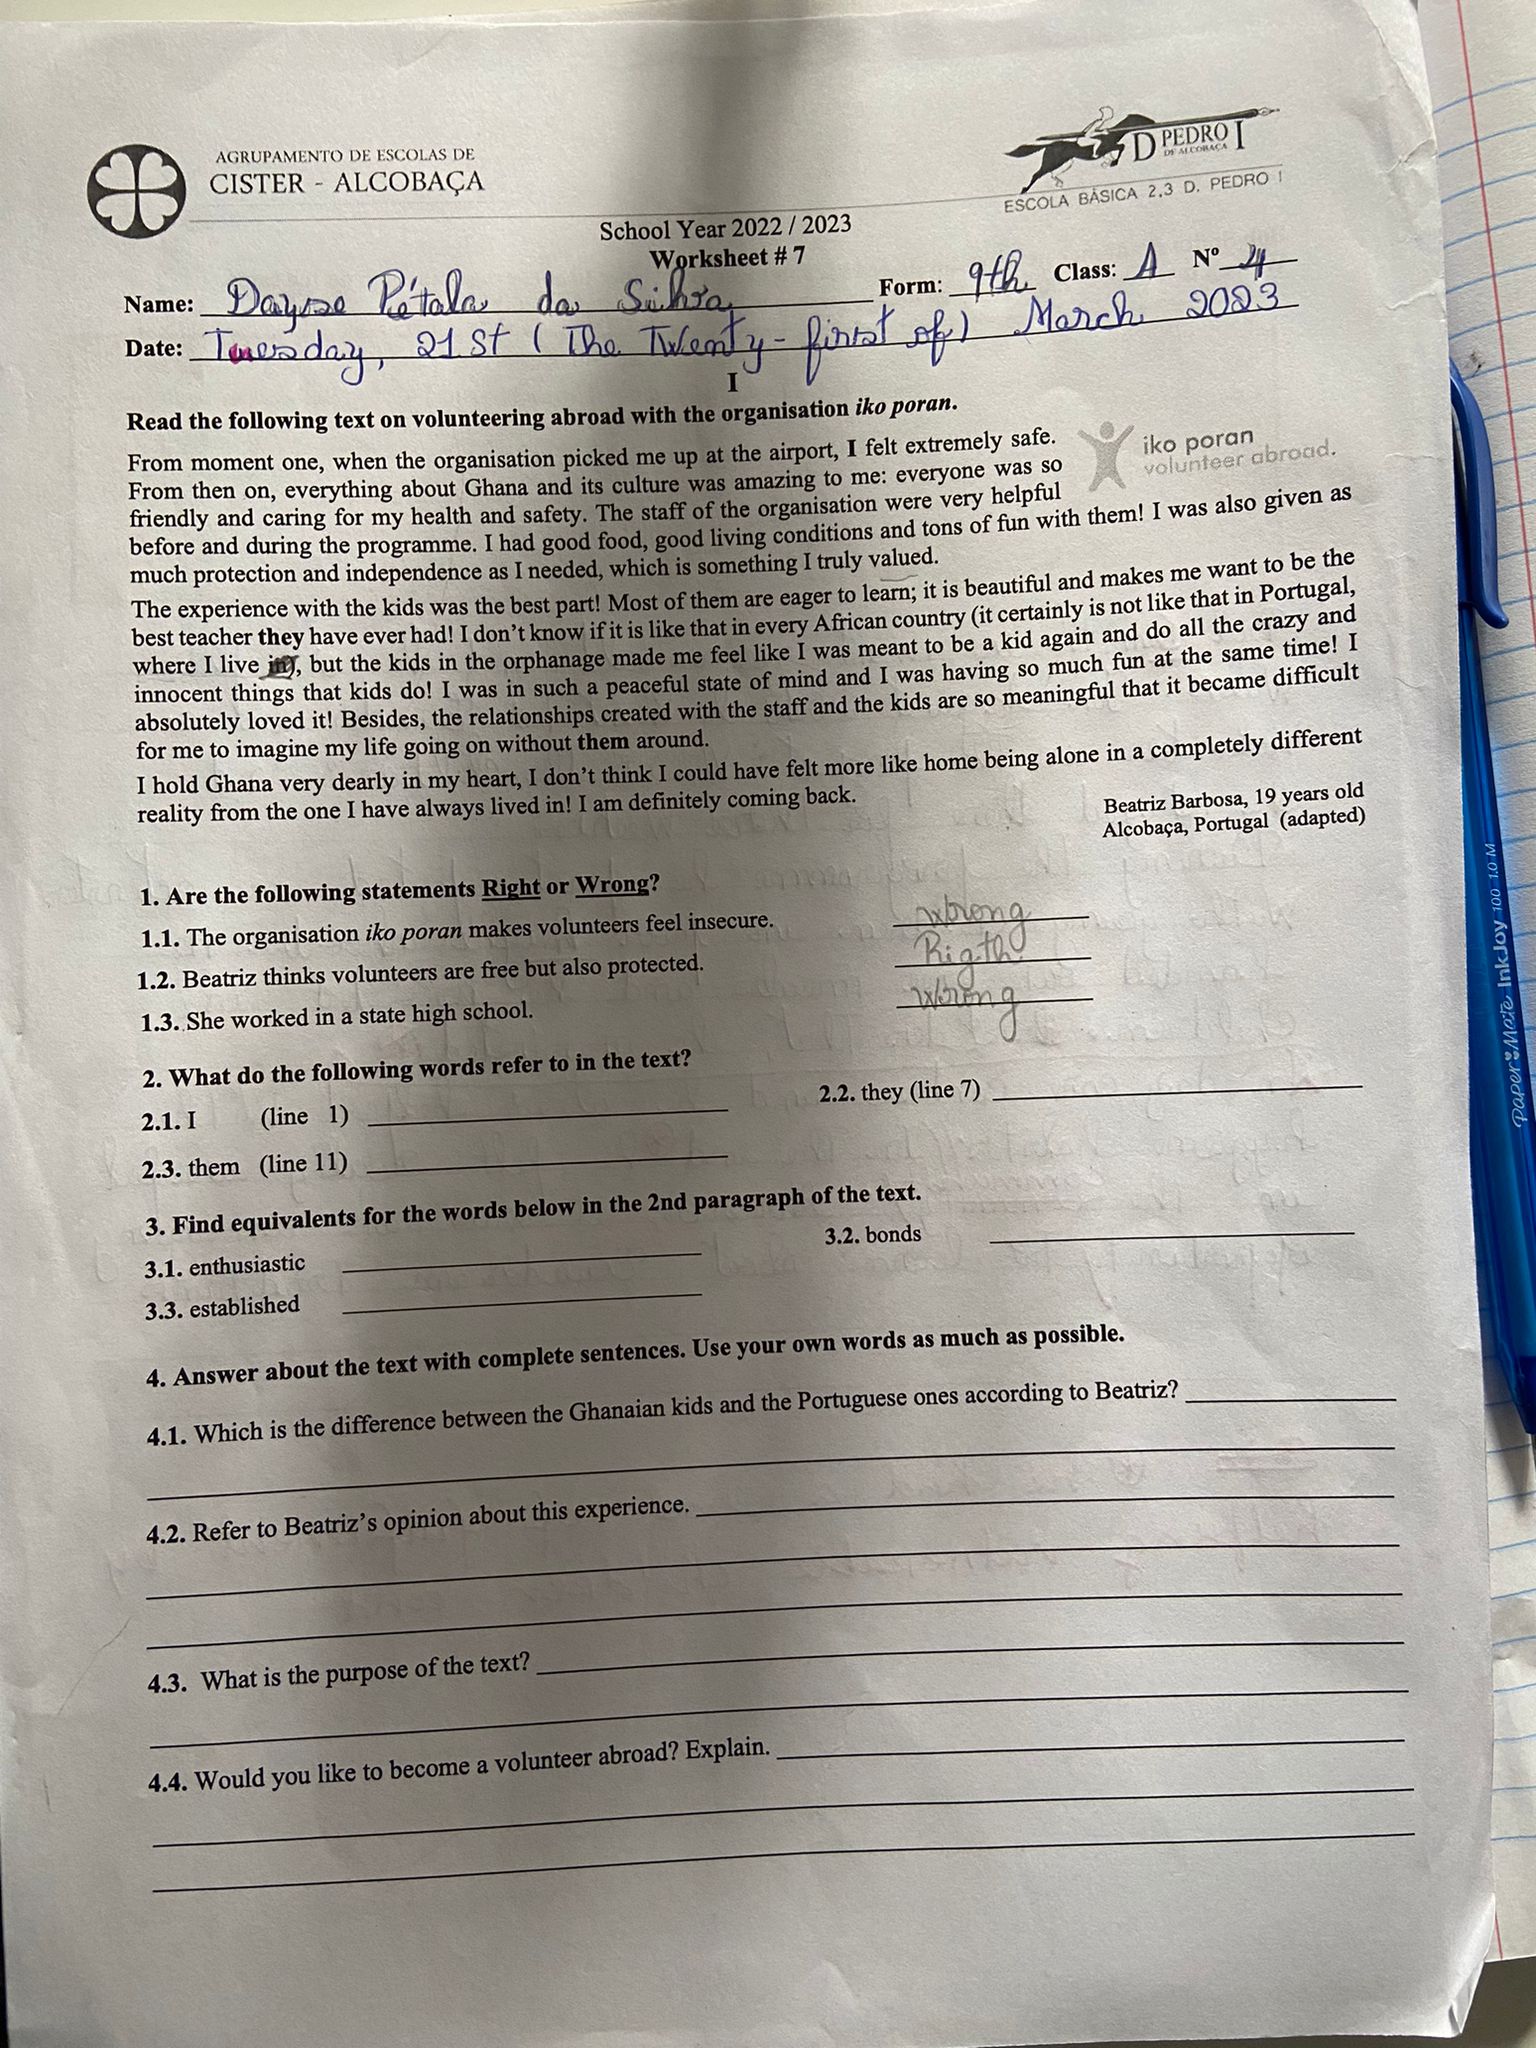 AGRUPAMENTO DE ESCOLAS DE
CISTER - ALCOBAÇA
D PEDRO I
DE ALCOBAÇA
ESCOLA BÁSICA 2,3 D. PEDRO I
School Year 2022 / 2023
Worksheet # 7
Name: Dayse Pétala da Silva Form: 9th Class: A Nº 4
Date: Tuesday, 21st ( The Twenty-first of) March 2023
I
Read the following text on volunteering abroad with the organisation iko poran.
iko poran
volunteer abroad.
From moment one, when the organisation picked me up at the airport, I felt extremely safe.
From then on, everything about Ghana and its culture was amazing to me: everyone was so
friendly and caring for my health and safety. The staff of the organisation were very helpful
before and during the programme. I had good food, good living conditions and tons of fun with them! I was also given as
much protection and independence as I needed, which is something I truly valued.
The experience with the kids was the best part! Most of them are eager to learn; it is beautiful and makes me want to be the
best teacher they have ever had! I don't know if it is like that in every African country (it certainly is not like that in Portugal,
where I live in), but the kids in the orphanage made me feel like I was meant to be a kid again and do all the crazy and
innocent things that kids do! I was in such a peaceful state of mind and I was having so much fun at the same time! I
absolutely loved it! Besides, the relationships created with the staff and the kids are so meaningful that it became difficult
for me to imagine my life going on without them around.
I hold Ghana very dearly in my heart, I don't think I could have felt more like home being alone in a completely different
reality from the one I have always lived in! I am definitely coming back.
Beatriz Barbosa, 19 years old
Alcobaça, Portugal (adapted)
1. Are the following statements Right or Wrong?
1.1. The organisation iko poran makes volunteers feel insecure. Wrong
1.2. Beatriz thinks volunteers are free but also protected. Rigth
1.3. She worked in a state high school. Wrong
2. What do the following words refer to in the text?
2.1. I (line 1) 2.2. they (line 7)
2.3. them (line 11)
3. Find equivalents for the words below in the 2nd paragraph of the text.
3.1. enthusiastic 3.2. bonds
3.3. established
4. Answer about the text with complete sentences. Use your own words as much as possible.
4.1. Which is the difference between the Ghanaian kids and the Portuguese ones according to Beatriz?
4.2. Refer to Beatriz's opinion about this experience.
4.3. What is the purpose of the text?
4.4. Would you like to become a volunteer abroad? Explain.
Paper Mate InkJoy 100 1.0 M